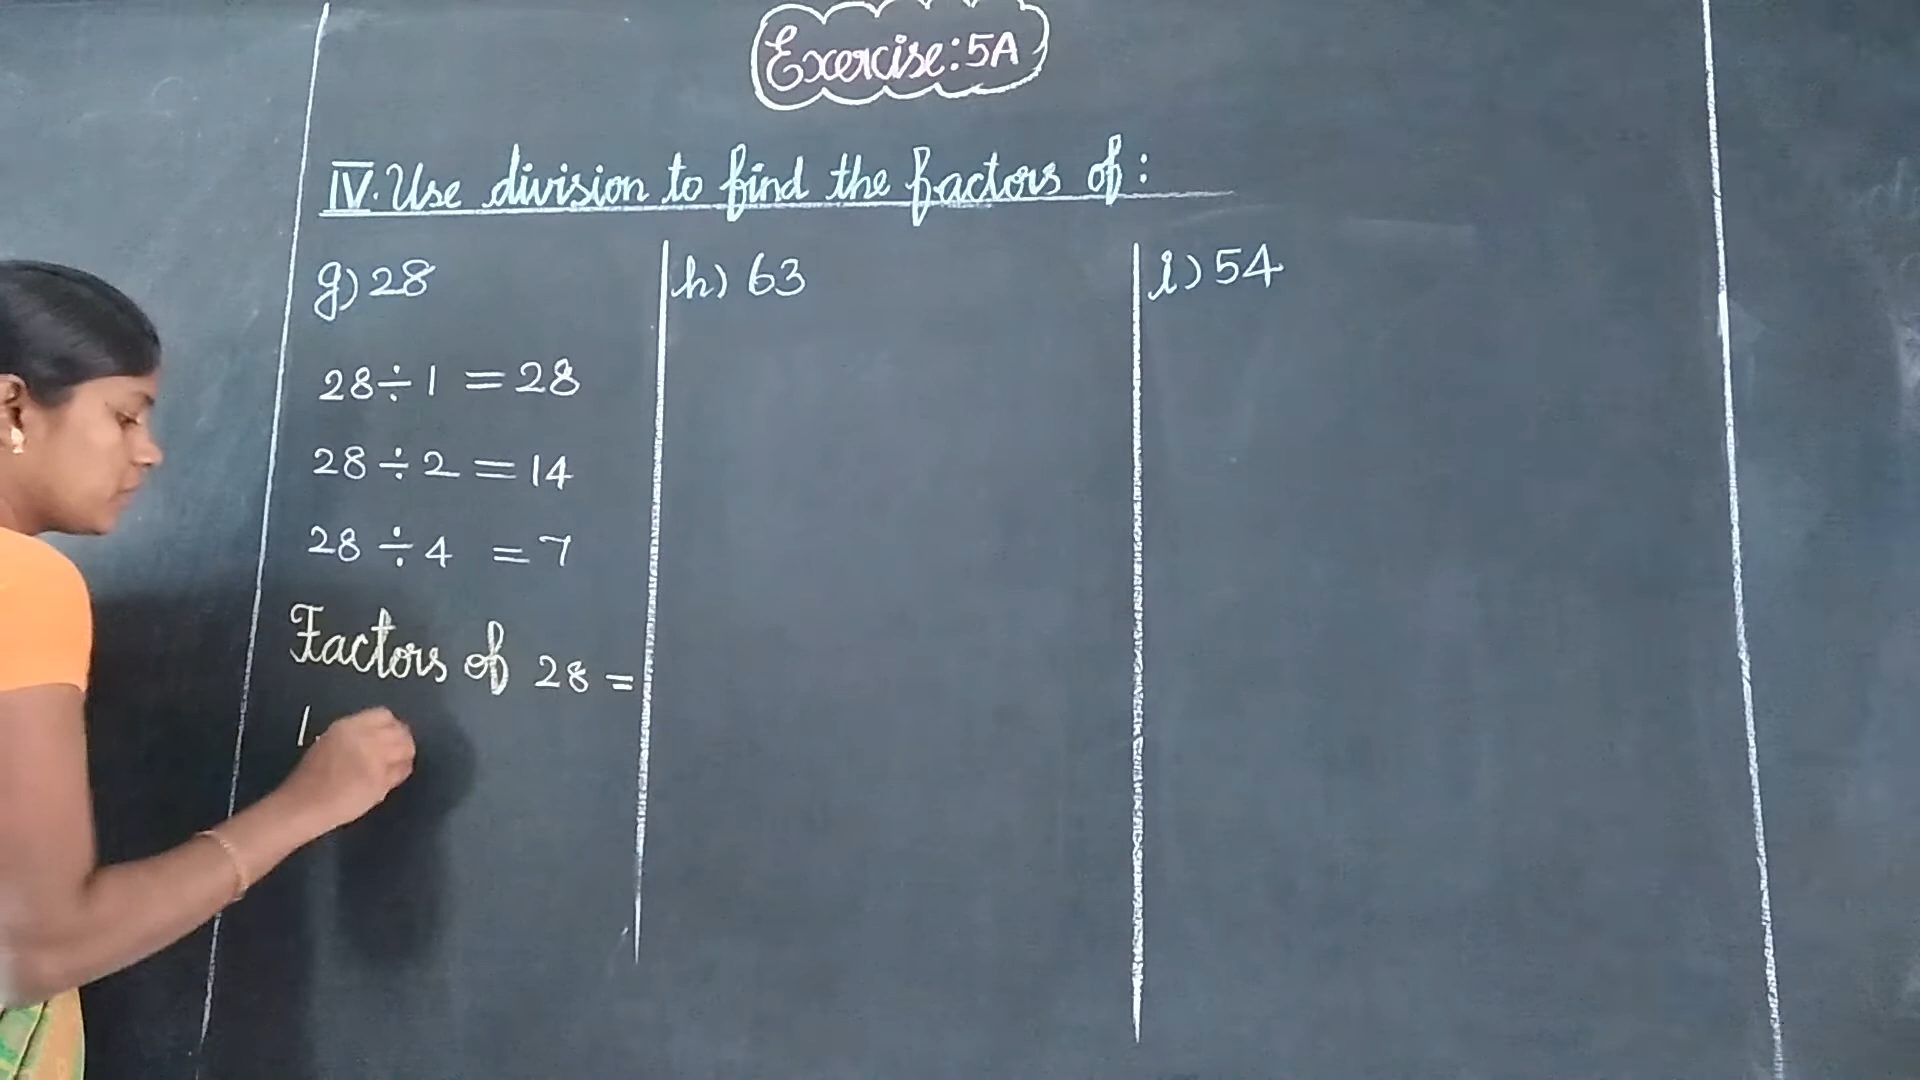 Exercise: 5A
IV. Use division to find the factors of:
g) 28
28 ÷ 1 = 28
28 ÷ 2 = 14
28 ÷ 4 = 7
Factors of 28 =
1,
h) 63
i) 54